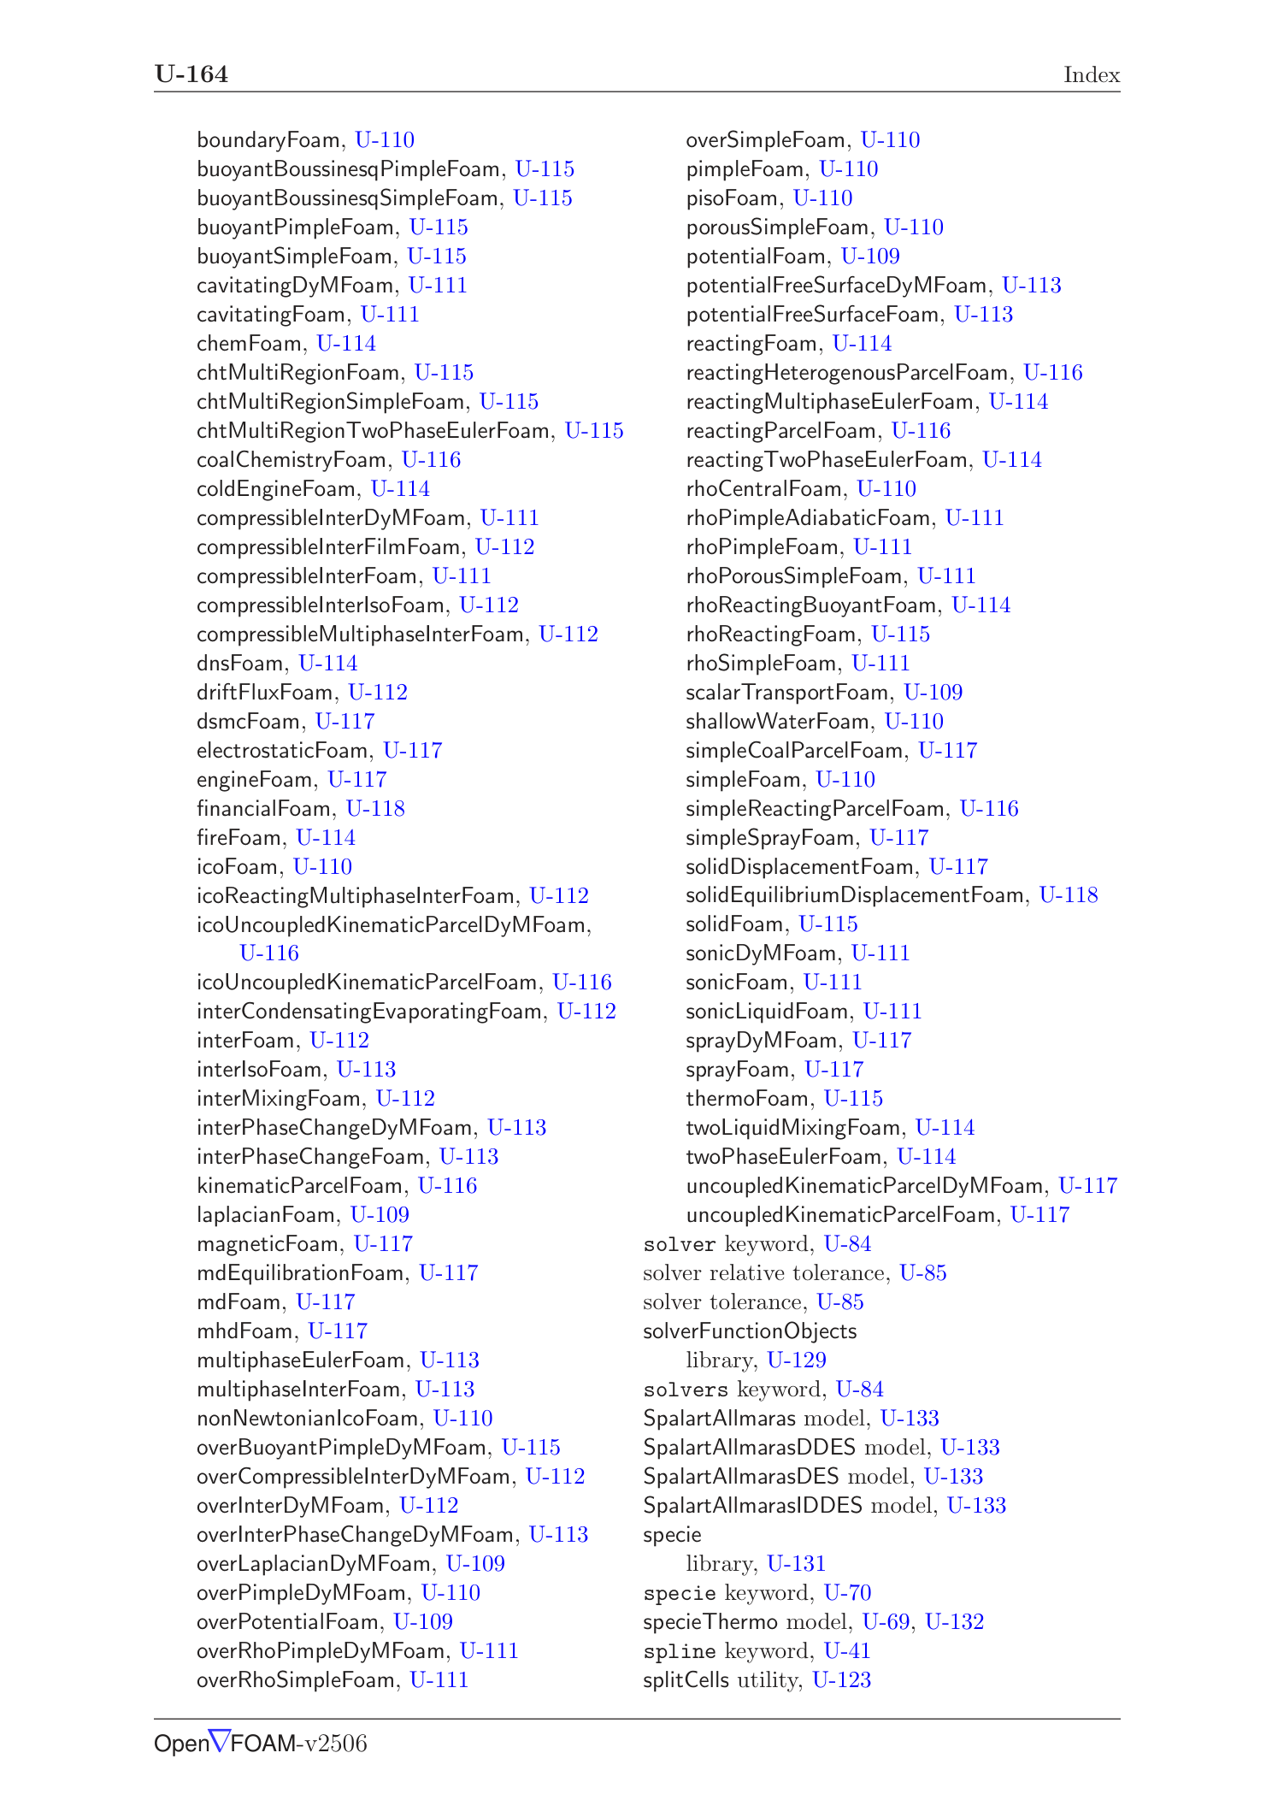 U-164 Index
boundaryFoam, U-110
buoyantBoussinesqPimpleFoam, U-115
buoyantBoussinesqSimpleFoam, U-115
buoyantPimpleFoam, U-115
buoyantSimpleFoam, U-115
cavitatingDyMFoam, U-111
cavitatingFoam, U-111
chemFoam, U-114
chtMultiRegionFoam, U-115
chtMultiRegionSimpleFoam, U-115
chtMultiRegionTwoPhaseEulerFoam, U-115
coalChemistryFoam, U-116
coldEngineFoam, U-114
compressibleInterDyMFoam, U-111
compressibleInterFilmFoam, U-112
compressibleInterFoam, U-111
compressibleInterIsoFoam, U-112
compressibleMultiphaseInterFoam, U-112
dnsFoam, U-114
driftFluxFoam, U-112
dsmcFoam, U-117
electrostaticFoam, U-117
engineFoam, U-117
financialFoam, U-118
fireFoam, U-114
icoFoam, U-110
icoReactingMultiphaseInterFoam, U-112
icoUncoupledKinematicParcelDyMFoam,
U-116
icoUncoupledKinematicParcelFoam, U-116
interCondensatingEvaporatingFoam, U-112
interFoam, U-112
interIsoFoam, U-113
interMixingFoam, U-112
interPhaseChangeDyMFoam, U-113
interPhaseChangeFoam, U-113
kinematicParcelFoam, U-116
laplacianFoam, U-109
magneticFoam, U-117
mdEquilibrationFoam, U-117
mdFoam, U-117
mhdFoam, U-117
multiphaseEulerFoam, U-113
multiphaseInterFoam, U-113
nonNewtonianIcoFoam, U-110
overBuoyantPimpleDyMFoam, U-115
overCompressibleInterDyMFoam, U-112
overInterDyMFoam, U-112
overInterPhaseChangeDyMFoam, U-113
overLaplacianDyMFoam, U-109
overPimpleDyMFoam, U-110
overPotentialFoam, U-109
overRhoPimpleDyMFoam, U-111
overRhoSimpleFoam, U-111
overSimpleFoam, U-110
pimpleFoam, U-110
pisoFoam, U-110
porousSimpleFoam, U-110
potentialFoam, U-109
potentialFreeSurfaceDyMFoam, U-113
potentialFreeSurfaceFoam, U-113
reactingFoam, U-114
reactingHeterogenousParcelFoam, U-116
reactingMultiphaseEulerFoam, U-114
reactingParcelFoam, U-116
reactingTwoPhaseEulerFoam, U-114
rhoCentralFoam, U-110
rhoPimpleAdiabaticFoam, U-111
rhoPimpleFoam, U-111
rhoPorousSimpleFoam, U-111
rhoReactingBuoyantFoam, U-114
rhoReactingFoam, U-115
rhoSimpleFoam, U-111
scalarTransportFoam, U-109
shallowWaterFoam, U-110
simpleCoalParcelFoam, U-117
simpleFoam, U-110
simpleReactingParcelFoam, U-116
simpleSprayFoam, U-117
solidDisplacementFoam, U-117
solidEquilibriumDisplacementFoam, U-118
solidFoam, U-115
sonicDyMFoam, U-111
sonicFoam, U-111
sonicLiquidFoam, U-111
sprayDyMFoam, U-117
sprayFoam, U-117
thermoFoam, U-115
twoLiquidMixingFoam, U-114
twoPhaseEulerFoam, U-114
uncoupledKinematicParcelDyMFoam, U-117
uncoupledKinematicParcelFoam, U-117
solver keyword, U-84
solver relative tolerance, U-85
solver tolerance, U-85
solverFunctionObjects
library, U-129
solvers keyword, U-84
SpalartAllmaras model, U-133
SpalartAllmarasDDES model, U-133
SpalartAllmarasDES model, U-133
SpalartAllmarasIDDES model, U-133
specie
library, U-131
specie keyword, U-70
specieThermo model, U-69, U-132
spline keyword, U-41
splitCells utility, U-123
Open▽FOAM-v2506